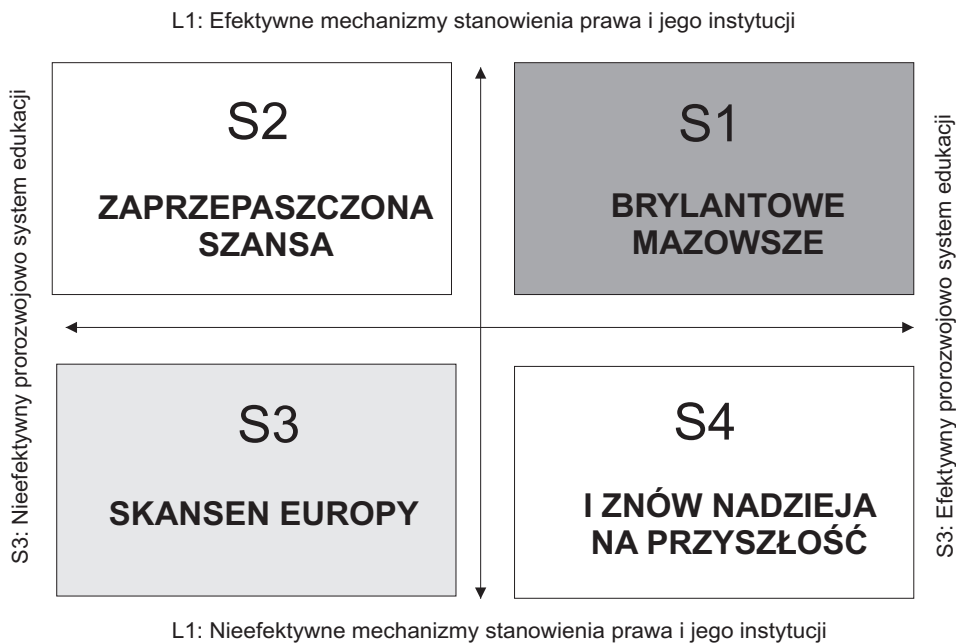 L1: Efektywne mechanizmy stanowienia prawa i jego instytucji
S3: Nieefektywny prorozwojowo system edukacji
S2
ZAPRZEPASZCZONA
SZANSA
S1
BRYLANTOWE
MAZOWSZE
S3
SKANSEN EUROPY
S4
I ZNÓW NADZIEJA
NA PRZYSZŁOŚĆ
S3: Efektywny prorozwojowo system edukacji
L1: Nieefektywne mechanizmy stanowienia prawa i jego instytucji